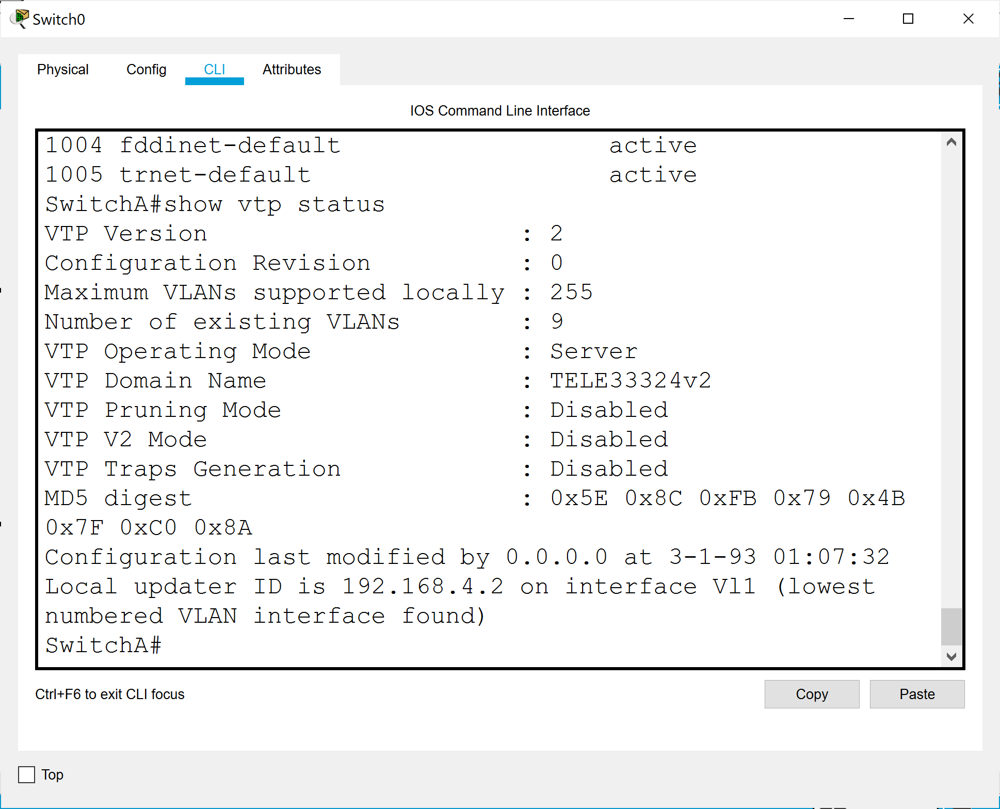 Switch0
Physical Config CLI Attributes
IOS Command Line Interface
1004 fddinet-default active
1005 trnet-default active
SwitchA#show vtp status
VTP Version : 2
Configuration Revision : 0
Maximum VLANs supported locally : 255
Number of existing VLANs : 9
VTP Operating Mode : Server
VTP Domain Name : TELE33324v2
VTP Pruning Mode : Disabled
VTP V2 Mode : Disabled
VTP Traps Generation : Disabled
MD5 digest : 0x5E 0x8C 0xFB 0x79 0x4B
0x7F 0xC0 0x8A
Configuration last modified by 0.0.0.0 at 3-1-93 01:07:32
Local updater ID is 192.168.4.2 on interface Vl1 (lowest
numbered VLAN interface found)
SwitchA#
Ctrl+F6 to exit CLI focus
Copy Paste
Top